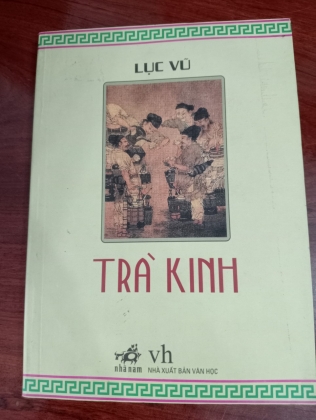 LỤC VŨ
TRÀ KINH
nhã nam
vh
NHÀ XUẤT BẢN VĂN HỌC